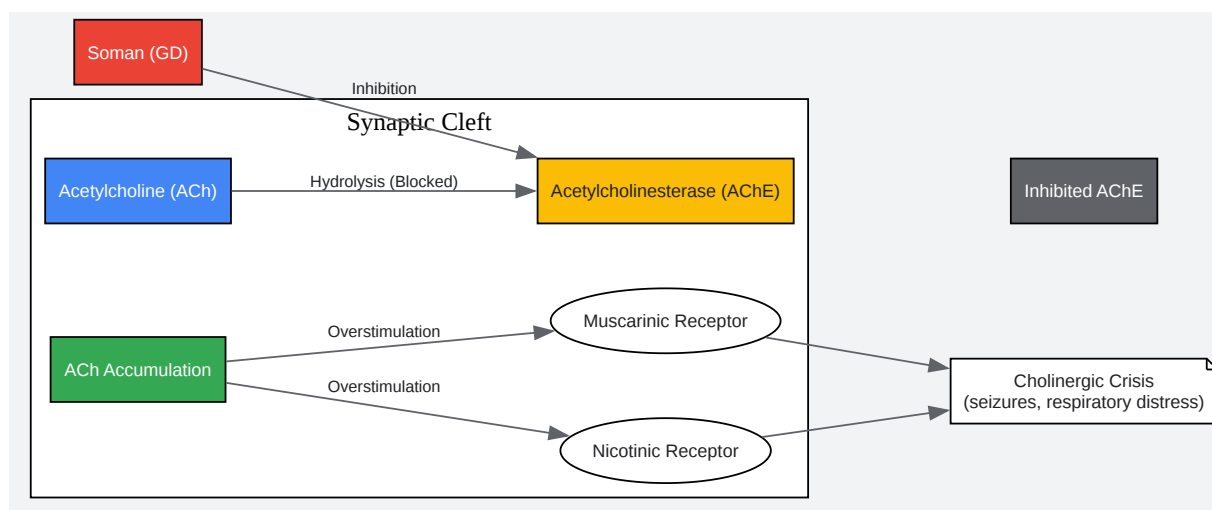 Soman (GD)
Inhibition
Synaptic Cleft
Acetylcholine (ACh)
Hydrolysis (Blocked)
Acetylcholinesterase (AChE)
Inhibited AChE
ACh Accumulation
Overstimulation
Overstimulation
Muscarinic Receptor
Nicotinic Receptor
Cholinergic Crisis
(seizures, respiratory distress)